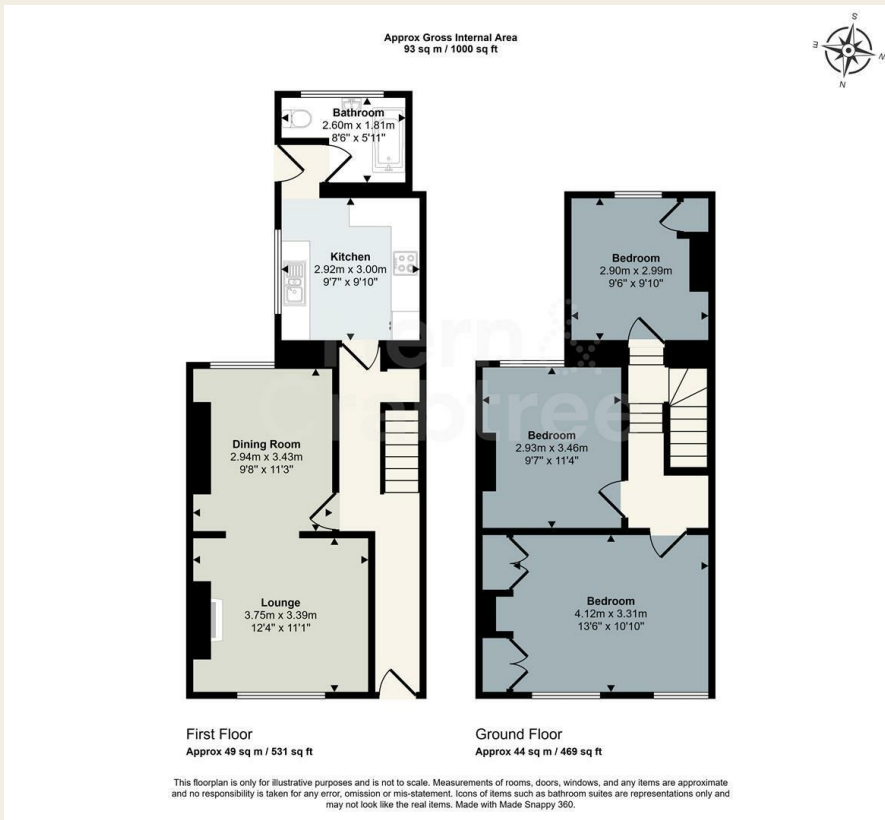 Approx Gross Internal Area
93 sq m / 1000 sq ft
S
E
N
N
Bathroom
2.60m x 1.81m
8'6" x 5'11"
Kitchen
2.92m x 3.00m
9'7" x 9'10"
Bedroom
2.90m x 2.99m
9'6" x 9'10"
Hern &
Crabtree
Dining Room
2.94m x 3.43m
9'8" x 11'3"
Bedroom
2.93m x 3.46m
9'7" x 11'4"
Lounge
3.75m x 3.39m
12'4" x 11'1"
Bedroom
4.12m x 3.31m
13'6" x 10'10"
First Floor
Approx 49 sq m / 531 sq ft
Ground Floor
Approx 44 sq m / 469 sq ft
This floorplan is only for illustrative purposes and is not to scale. Measurements of rooms, doors, windows, and any items are approximate
and no responsibility is taken for any error, omission or mis-statement. Icons of items such as bathroom suites are representations only and
may not look like the real items. Made with Made Snappy 360.